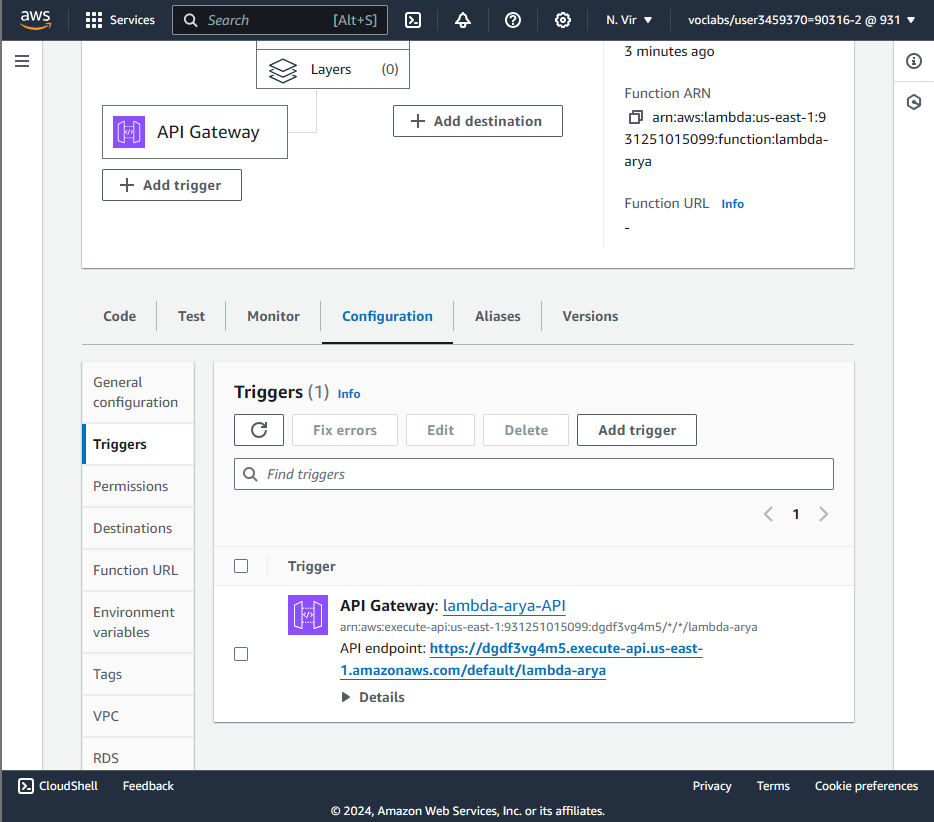 aws
Services
Search [Alt+S]
N. Vir ▼
voclabs/user3459370=90316-2 @ 931 ▼
Layers (0)
API Gateway
+ Add destination
+ Add trigger
3 minutes ago
Function ARN
arn:aws:lambda:us-east-1:9
31251015099:function:lambda-
arya
Function URL Info
-
Code
Test
Monitor
Configuration
Aliases
Versions
General
configuration
Triggers
Permissions
Destinations
Function URL
Environment
variables
Tags
VPC
RDS
Triggers (1) Info
Fix errors
Edit
Delete
Add trigger
Find triggers
1
Trigger
API Gateway: lambda-arya-API
arn:aws:execute-api:us-east-1:931251015099:dgdf3vg4m5/*/*/lambda-arya
API endpoint: https://dgdf3vg4m5.execute-api.us-east-
1.amazonaws.com/default/lambda-arya
Details
CloudShell
Feedback
Privacy
Terms
Cookie preferences
© 2024, Amazon Web Services, Inc. or its affiliates.